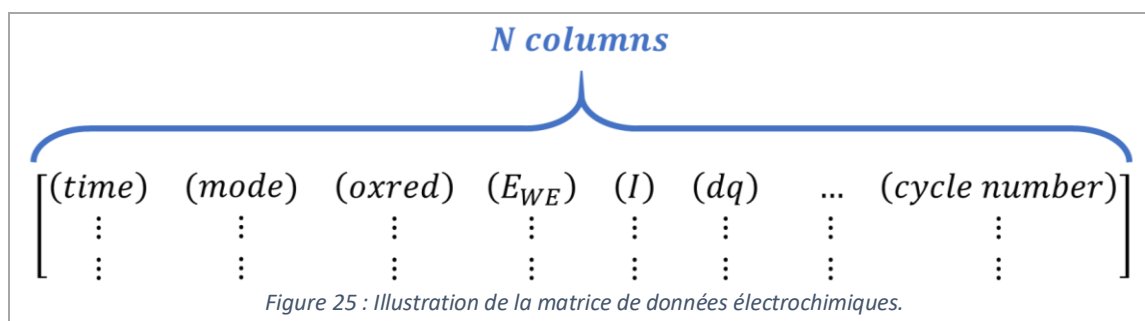 N columns
(time) (mode) (oxred) (E_WE) (I) (dq) ... (cycle number)
⋮ ⋮ ⋮ ⋮ ⋮ ⋮ ⋮ ⋮
⋮ ⋮ ⋮ ⋮ ⋮ ⋮ ⋮ ⋮
Figure 25 : Illustration de la matrice de données électrochimiques.